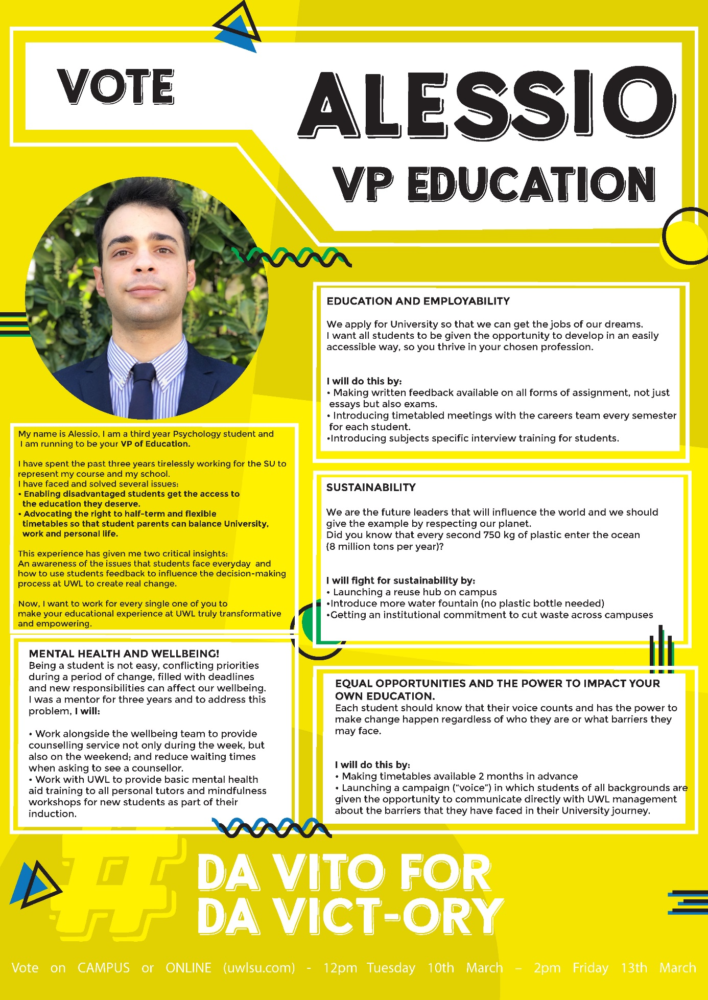 VOTE
ALESSIO
VP EDUCATION
My name is Alessio, I am a third year Psychology student and
I am running to be your VP of Education.
I have spent the past three years tirelessly working for the SU to
represent my course and my school.
I have faced and solved several issues:
• Enabling disadvantaged students get the access to
the education they deserve.
• Advocating the right to half-term and flexible
timetables so that student parents can balance University,
work and personal life.
This experience has given me two critical insights:
An awareness of the issues that students face everyday and
how to use students feedback to influence the decision-making
process at UWL to create real change.
Now, I want to work for every single one of you to
make your educational experience at UWL truly transformative
and empowering.
MENTAL HEALTH AND WELLBEING!
Being a student is not easy, conflicting priorities
during a period of change, filled with deadlines
and new responsibilities can affect our wellbeing.
I was a mentor for three years and to address this
problem, I will:
• Work alongside the wellbeing team to provide
counselling service not only during the week, but
also on the weekend; and reduce waiting times
when asking to see a counsellor.
• Work with UWL to provide basic mental health
aid training to all personal tutors and mindfulness
workshops for new students as part of their
induction.
EDUCATION AND EMPLOYABILITY
We apply for University so that we can get the jobs of our dreams.
I want all students to be given the opportunity to develop in an easily
accessible way, so you thrive in your chosen profession.
I will do this by:
• Making written feedback available on all forms of assignment, not just
essays but also exams.
• Introducing timetabled meetings with the careers team every semester
for each student.
•Introducing subjects specific interview training for students.
SUSTAINABILITY
We are the future leaders that will influence the world and we should
give the example by respecting our planet.
Did you know that every second 750 kg of plastic enter the ocean
(8 million tons per year)?
I will fight for sustainability by:
• Launching a reuse hub on campus
•Introduce more water fountain (no plastic bottle needed)
•Getting an institutional commitment to cut waste across campuses
EQUAL OPPORTUNITIES AND THE POWER TO IMPACT YOUR
OWN EDUCATION.
Each student should know that their voice counts and has the power to
make change happen regardless of who they are or what barriers they
may face.
I will do this by:
• Making timetables available 2 months in advance
• Launching a campaign (“voice”) in which students of all backgrounds are
given the opportunity to communicate directly with UWL management
about the barriers that they have faced in their University journey.
# DA VITO FOR
DA VICT-ORY
Vote on CAMPUS or ONLINE (uwlsu.com) - 12pm Tuesday 10th March – 2pm Friday 13th March